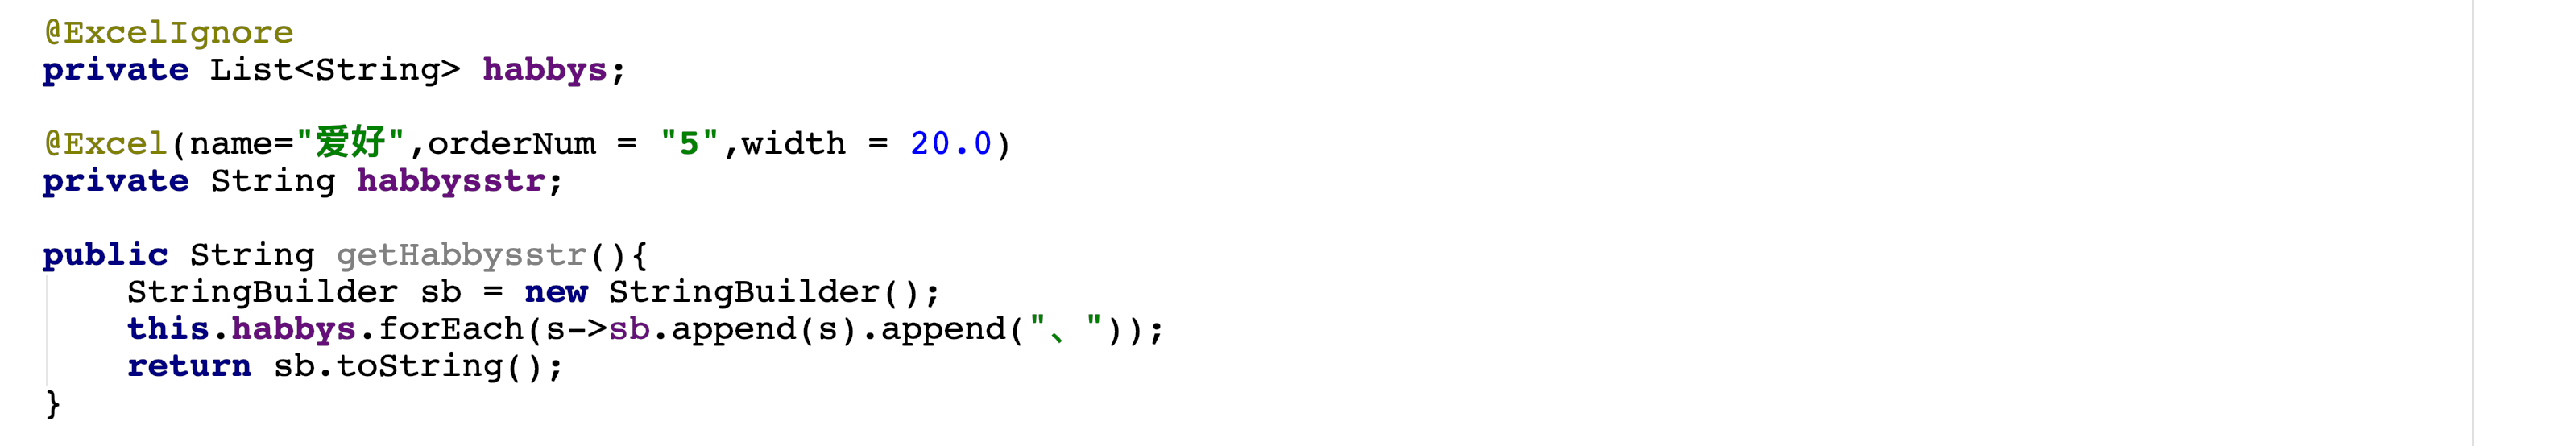 @ExcelIgnore
private List<String> habbys;
@Excel(name="爱好",orderNum = "5",width = 20.0)
private String habbysstr;
public String getHabbysstr(){
StringBuilder sb = new StringBuilder();
this.habbys.forEach(s->sb.append(s).append("、"));
return sb.toString();
}